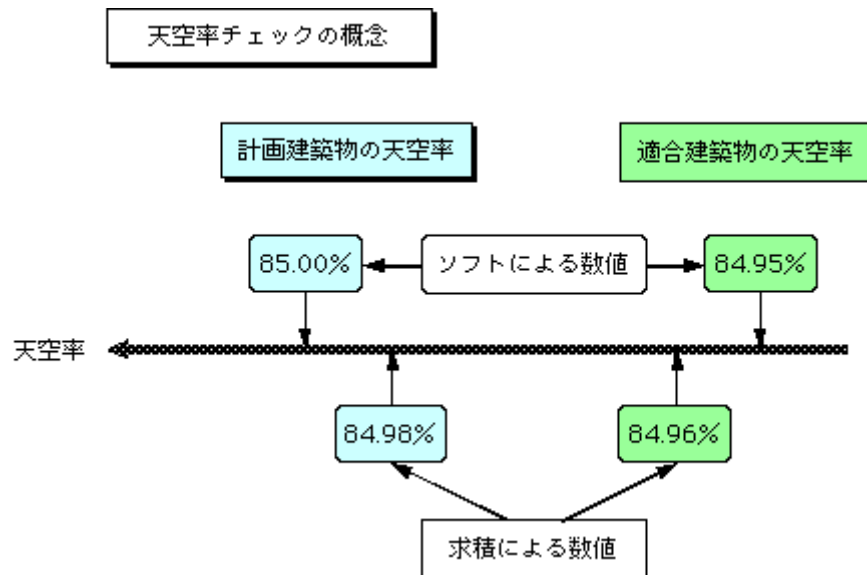 天空率チェックの概念
計画建築物の天空率
適合建築物の天空率
85.00%
ソフトによる数値
84.95%
天空率
84.98%
84.96%
求積による数値